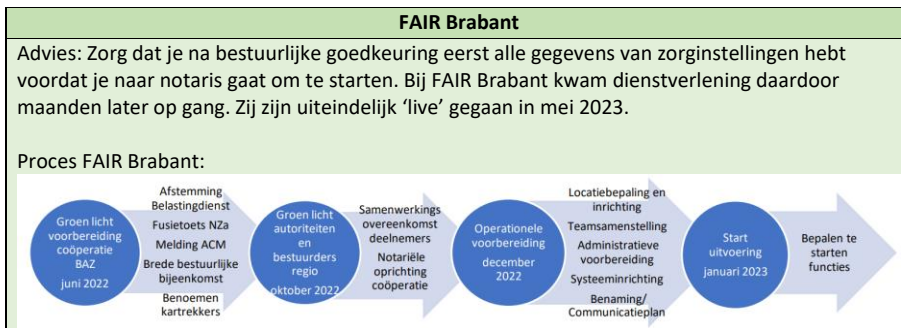 FAIR Brabant
Advies: Zorg dat je na bestuurlijke goedkeuring eerst alle gegevens van zorginstellingen hebt
voordat je naar notaris gaat om te starten. Bij FAIR Brabant kwam dienstverlening daardoor
maanden later op gang. Zij zijn uiteindelijk ‘live’ gegaan in mei 2023.
Proces FAIR Brabant:
Groen licht
voorbereiding
coöperatie
BAZ
juni 2022
Afstemming
Belastingdienst
Fusietoets NZa
Melding ACM
Brede bestuurlijke
bijeenkomst
Benoemen
kartrekkers
Groen licht
autoriteiten
en
bestuurders
regio
oktober 2022
Samenwerkings
overeenkomst
deelnemers
Notariële
oprichting
coöperatie
Operationele
voorbereiding
december
2022
Locatiebepaling en
inrichting
Teamsamenstelling
Administratieve
voorbereiding
Systeeminrichting
Benaming/
Communicatieplan
Start
uitvoering
januari 2023
Bepalen te
starten
functies